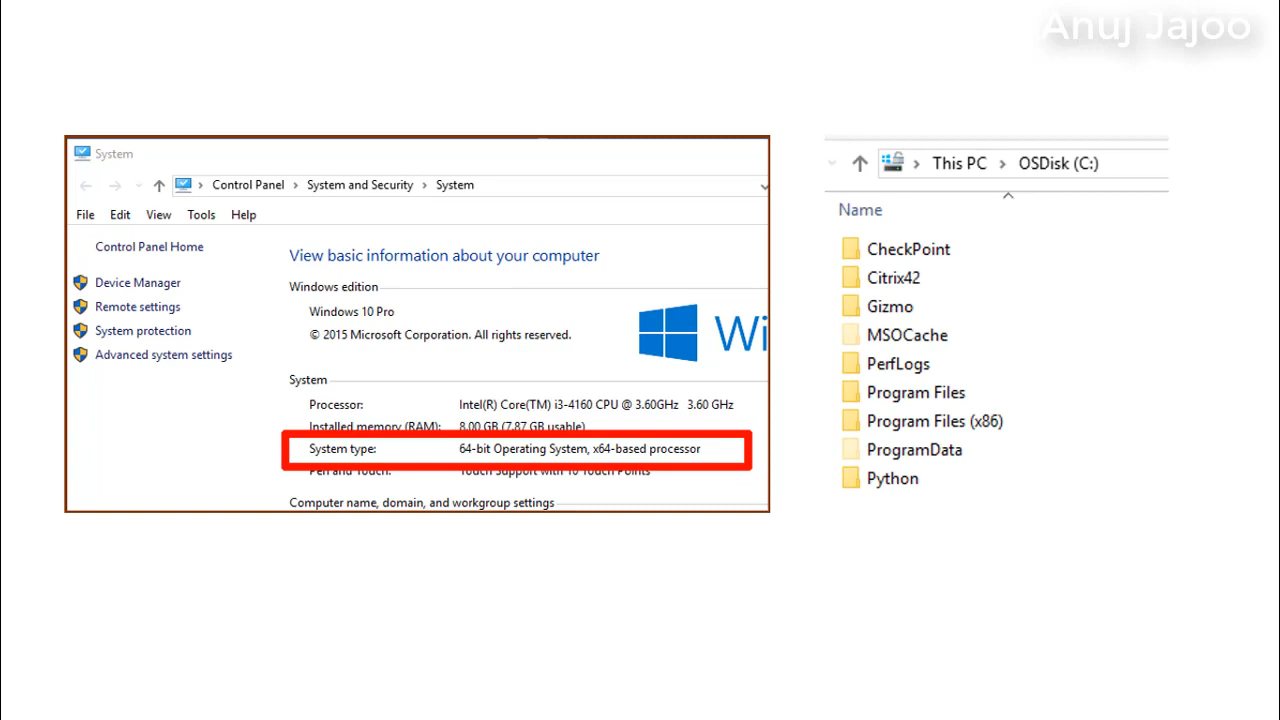 Anuj Jajoo
System
Control Panel > System and Security > System
File Edit View Tools Help
Control Panel Home
Device Manager
Remote settings
System protection
Advanced system settings
View basic information about your computer
Windows edition
Windows 10 Pro
© 2015 Microsoft Corporation. All rights reserved.
Wi
System
Processor: Intel(R) Core(TM) i3-4160 CPU @ 3.60GHz 3.60 GHz
Installed memory (RAM): 8.00 GB (7.87 GB usable)
System type: 64-bit Operating System, x64-based processor
Pen and Touch: Touch Support with 10 Touch Points
Computer name, domain, and workgroup settings
This PC > OSDisk (C:)
Name
CheckPoint
Citrix42
Gizmo
MSOCache
PerfLogs
Program Files
Program Files (x86)
ProgramData
Python